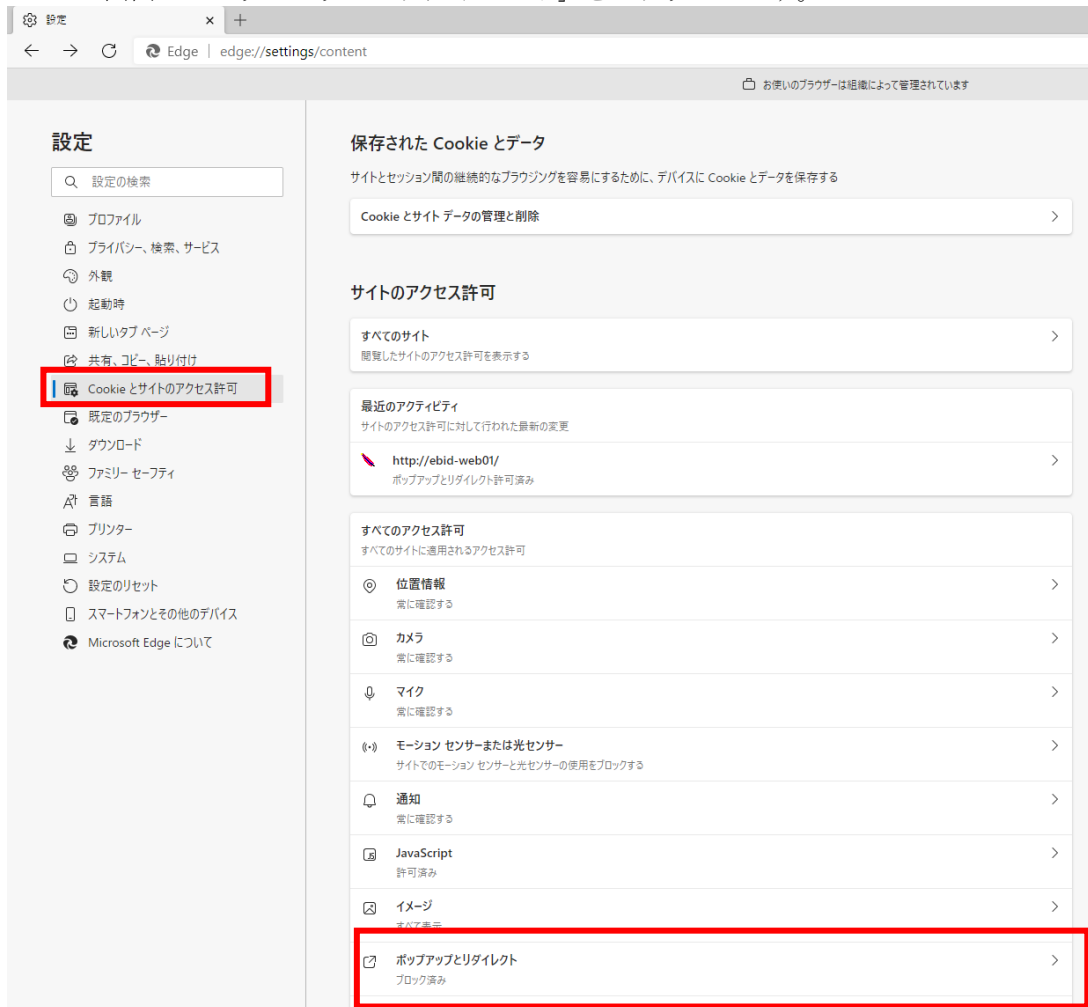 設定
Edge | edge://settings/content
お使いのブラウザーは組織によって管理されています
設定
設定の検索
プロファイル
プライバシー、検索、サービス
外観
起動時
新しいタブ ページ
共有、コピー、貼り付け
Cookie とサイトのアクセス許可
既定のブラウザー
ダウンロード
ファミリー セーフティ
言語
プリンター
システム
設定のリセット
スマートフォンとその他のデバイス
Microsoft Edge について
保存された Cookie とデータ
サイトとセッション間の継続的なブラウジングを容易にするために、デバイスに Cookie とデータを保存する
Cookie とサイト データの管理と削除
サイトのアクセス許可
すべてのサイト
閲覧したサイトのアクセス許可を表示する
最近のアクティビティ
サイトのアクセス許可に対して行われた最新の変更
http://ebid-web01/
ポップアップとリダイレクト許可済み
すべてのアクセス許可
すべてのサイトに適用されるアクセス許可
位置情報
常に確認する
カメラ
常に確認する
マイク
常に確認する
モーション センサーまたは光センサー
サイトでのモーション センサーと光センサーの使用をブロックする
通知
常に確認する
JavaScript
許可済み
イメージ
すべて表示
ポップアップとリダイレクト
ブロック済み